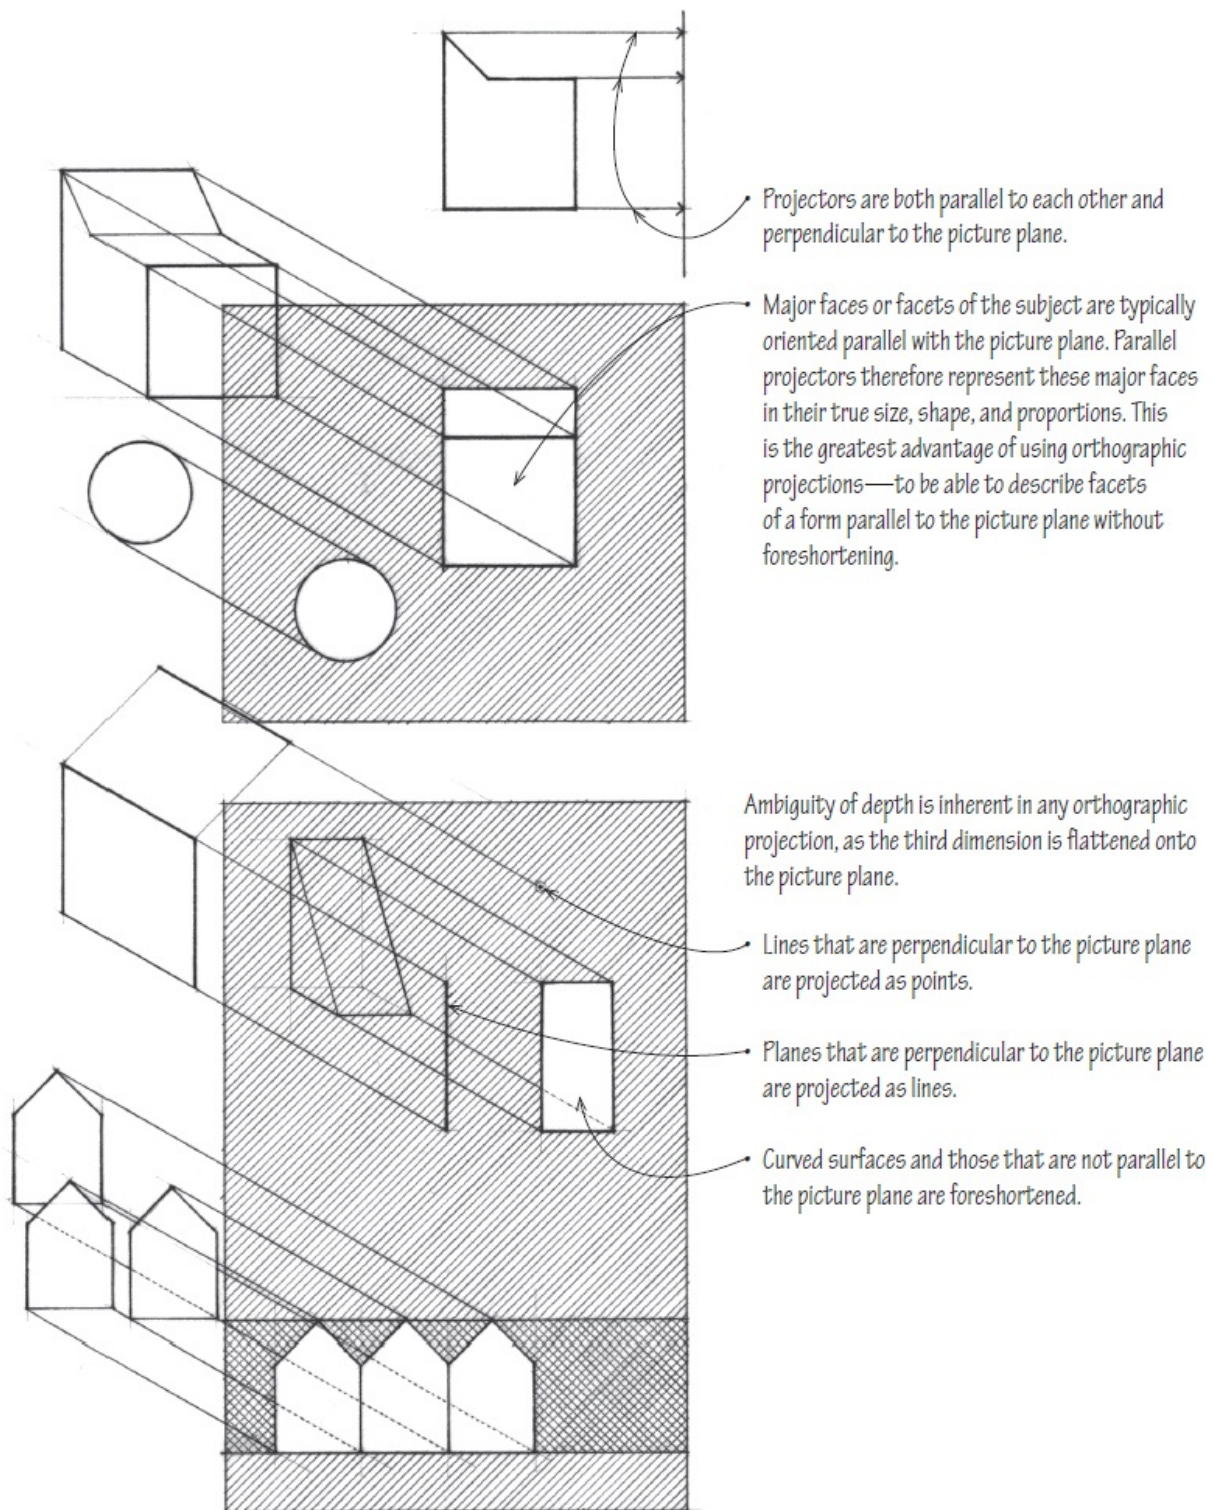 • Projectors are both parallel to each other and
perpendicular to the picture plane.
• Major faces or facets of the subject are typically
oriented parallel with the picture plane. Parallel
projectors therefore represent these major faces
in their true size, shape, and proportions. This
is the greatest advantage of using orthographic
projections—to be able to describe facets
of a form parallel to the picture plane without
foreshortening.
Ambiguity of depth is inherent in any orthographic
projection, as the third dimension is flattened onto
the picture plane.
• Lines that are perpendicular to the picture plane
are projected as points.
• Planes that are perpendicular to the picture plane
are projected as lines.
• Curved surfaces and those that are not parallel to
the picture plane are foreshortened.